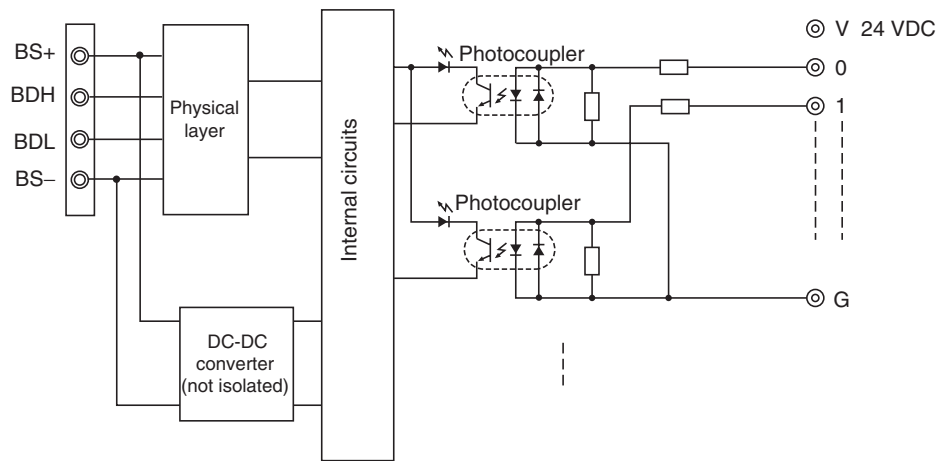 BS+
BDH
BDL
BS−
Physical
layer
DC-DC
converter
(not isolated)
Internal circuits
Photocoupler
Photocoupler
V 24 VDC
0
1
G